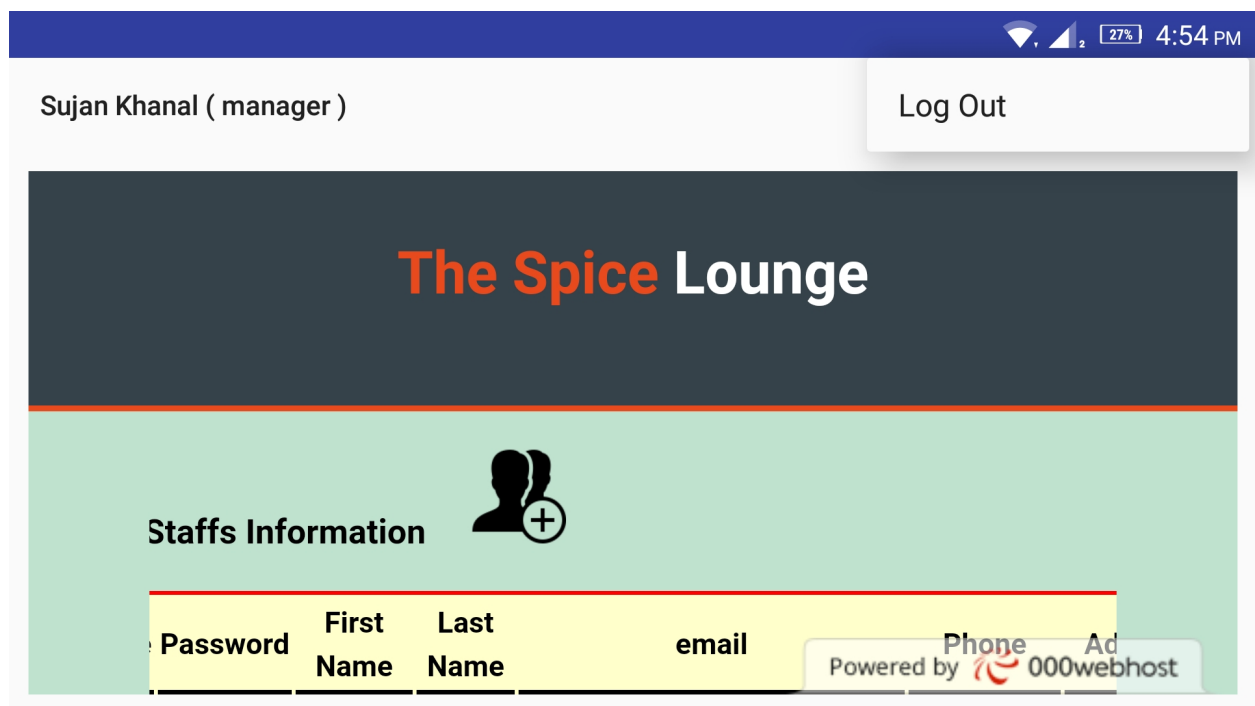 27% 4:54 PM
Sujan Khanal ( manager )
Log Out
The Spice Lounge
Staffs Information
Password First Name Last Name email Phone Ad
Powered by 000webhost